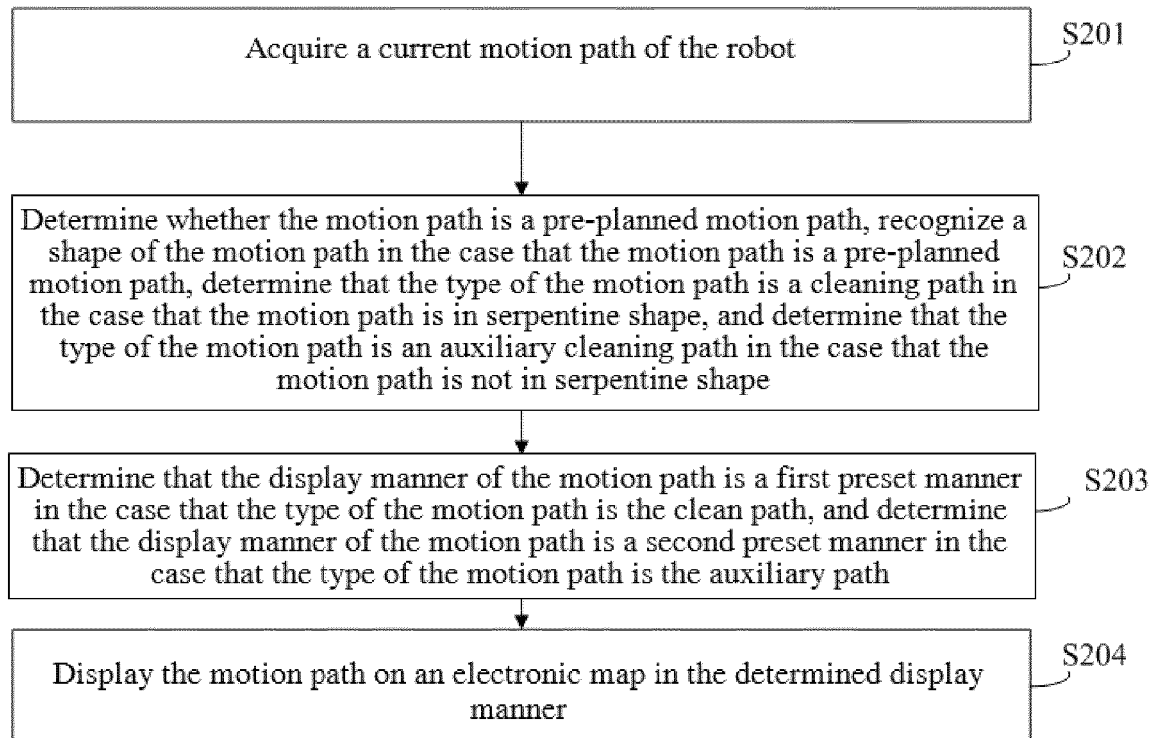 Acquire a current motion path of the robot
S201
Determine whether the motion path is a pre-planned motion path, recognize a
shape of the motion path in the case that the motion path is a pre-planned
motion path, determine that the type of the motion path is a cleaning path in
the case that the motion path is in serpentine shape, and determine that the
type of the motion path is an auxiliary cleaning path in the case that the
motion path is not in serpentine shape
S202
Determine that the display manner of the motion path is a first preset manner
in the case that the type of the motion path is the clean path, and determine
that the display manner of the motion path is a second preset manner in the
case that the type of the motion path is the auxiliary path
S203
Display the motion path on an electronic map in the determined display
manner
S204